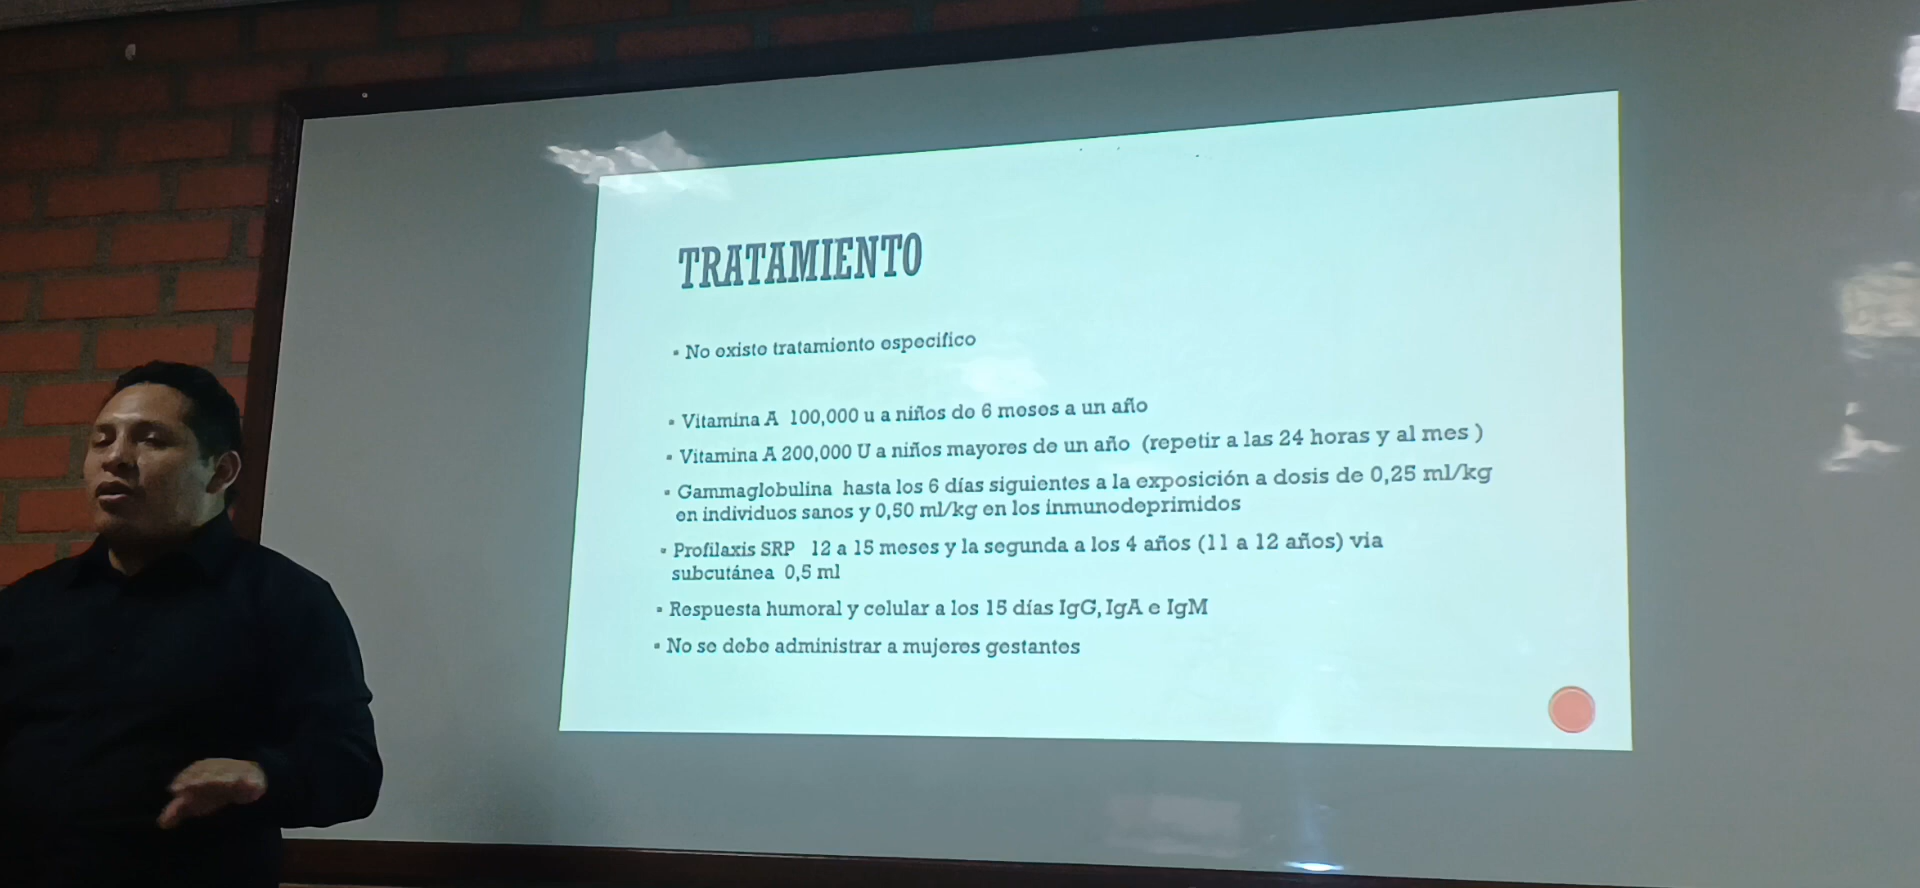 TRATAMIENTO
▪ No existe tratamiento especifico
▪ Vitamina A 100,000 u a niños de 6 meses a un año
▪ Vitamina A 200,000 U a niños mayores de un año (repetir a las 24 horas y al mes )
▪ Gammaglobulina hasta los 6 días siguientes a la exposición a dosis de 0,25 ml/kg
en individuos sanos y 0,50 ml/kg en los inmunodeprimidos
▪ Profilaxis SRP 12 a 15 meses y la segunda a los 4 años (11 a 12 años) via
subcutánea 0,5 ml
▪ Respuesta humoral y celular a los 15 días IgG, IgA e IgM
▪ No se debe administrar a mujeres gestantes